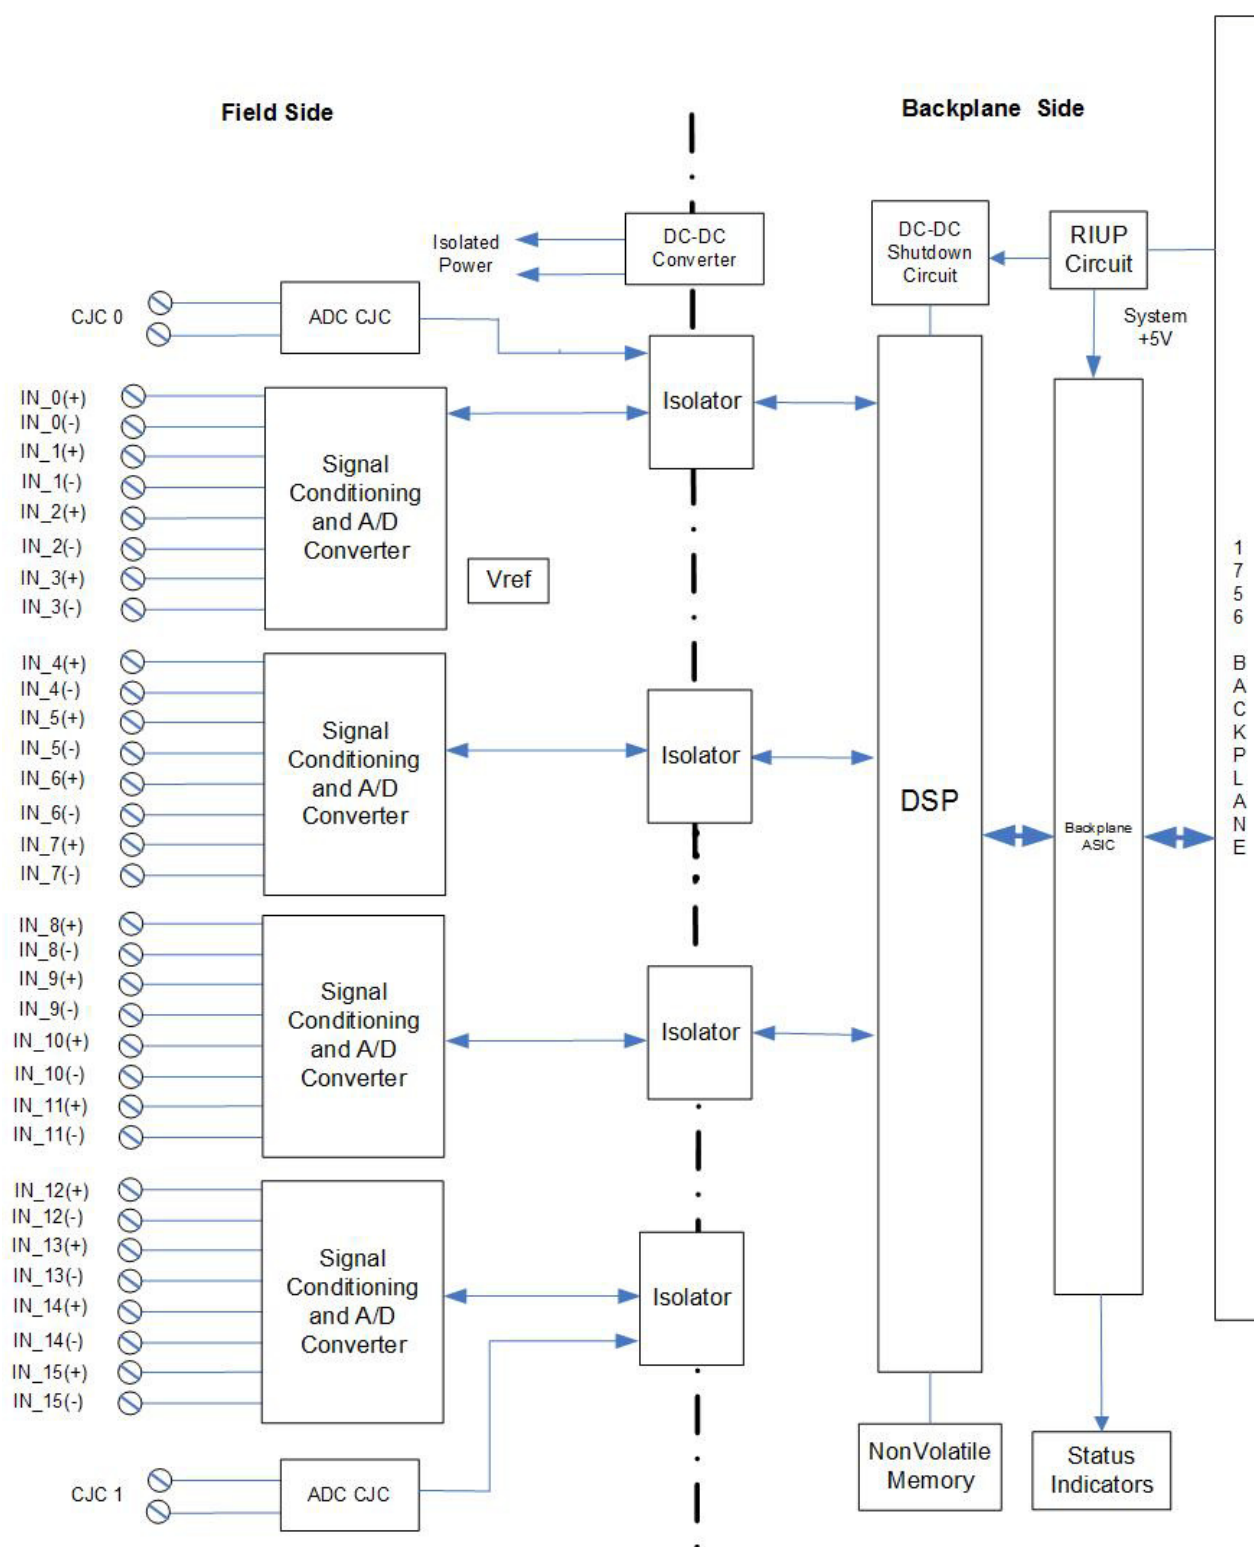 Field Side
Backplane Side
Isolated
Power
DC-DC
Converter
DC-DC
Shutdown
Circuit
RIUP
Circuit
System
+5V
CJC 0
ADC CJC
Isolator
IN_0(+)
IN_0(-)
IN_1(+)
IN_1(-)
IN_2(+)
IN_2(-)
IN_3(+)
IN_3(-)
Signal
Conditioning
and A/D
Converter
Vref
IN_4(+)
IN_4(-)
IN_5(+)
IN_5(-)
IN_6(+)
IN_6(-)
IN_7(+)
IN_7(-)
Signal
Conditioning
and A/D
Converter
Isolator
DSP
Backplane
ASIC
1756 BACKPLANE
IN_8(+)
IN_8(-)
IN_9(+)
IN_9(-)
IN_10(+)
IN_10(-)
IN_11(+)
IN_11(-)
Signal
Conditioning
and A/D
Converter
Isolator
IN_12(+)
IN_12(-)
IN_13(+)
IN_13(-)
IN_14(+)
IN_14(-)
IN_15(+)
IN_15(-)
Signal
Conditioning
and A/D
Converter
Isolator
CJC 1
ADC CJC
NonVolatile
Memory
Status
Indicators